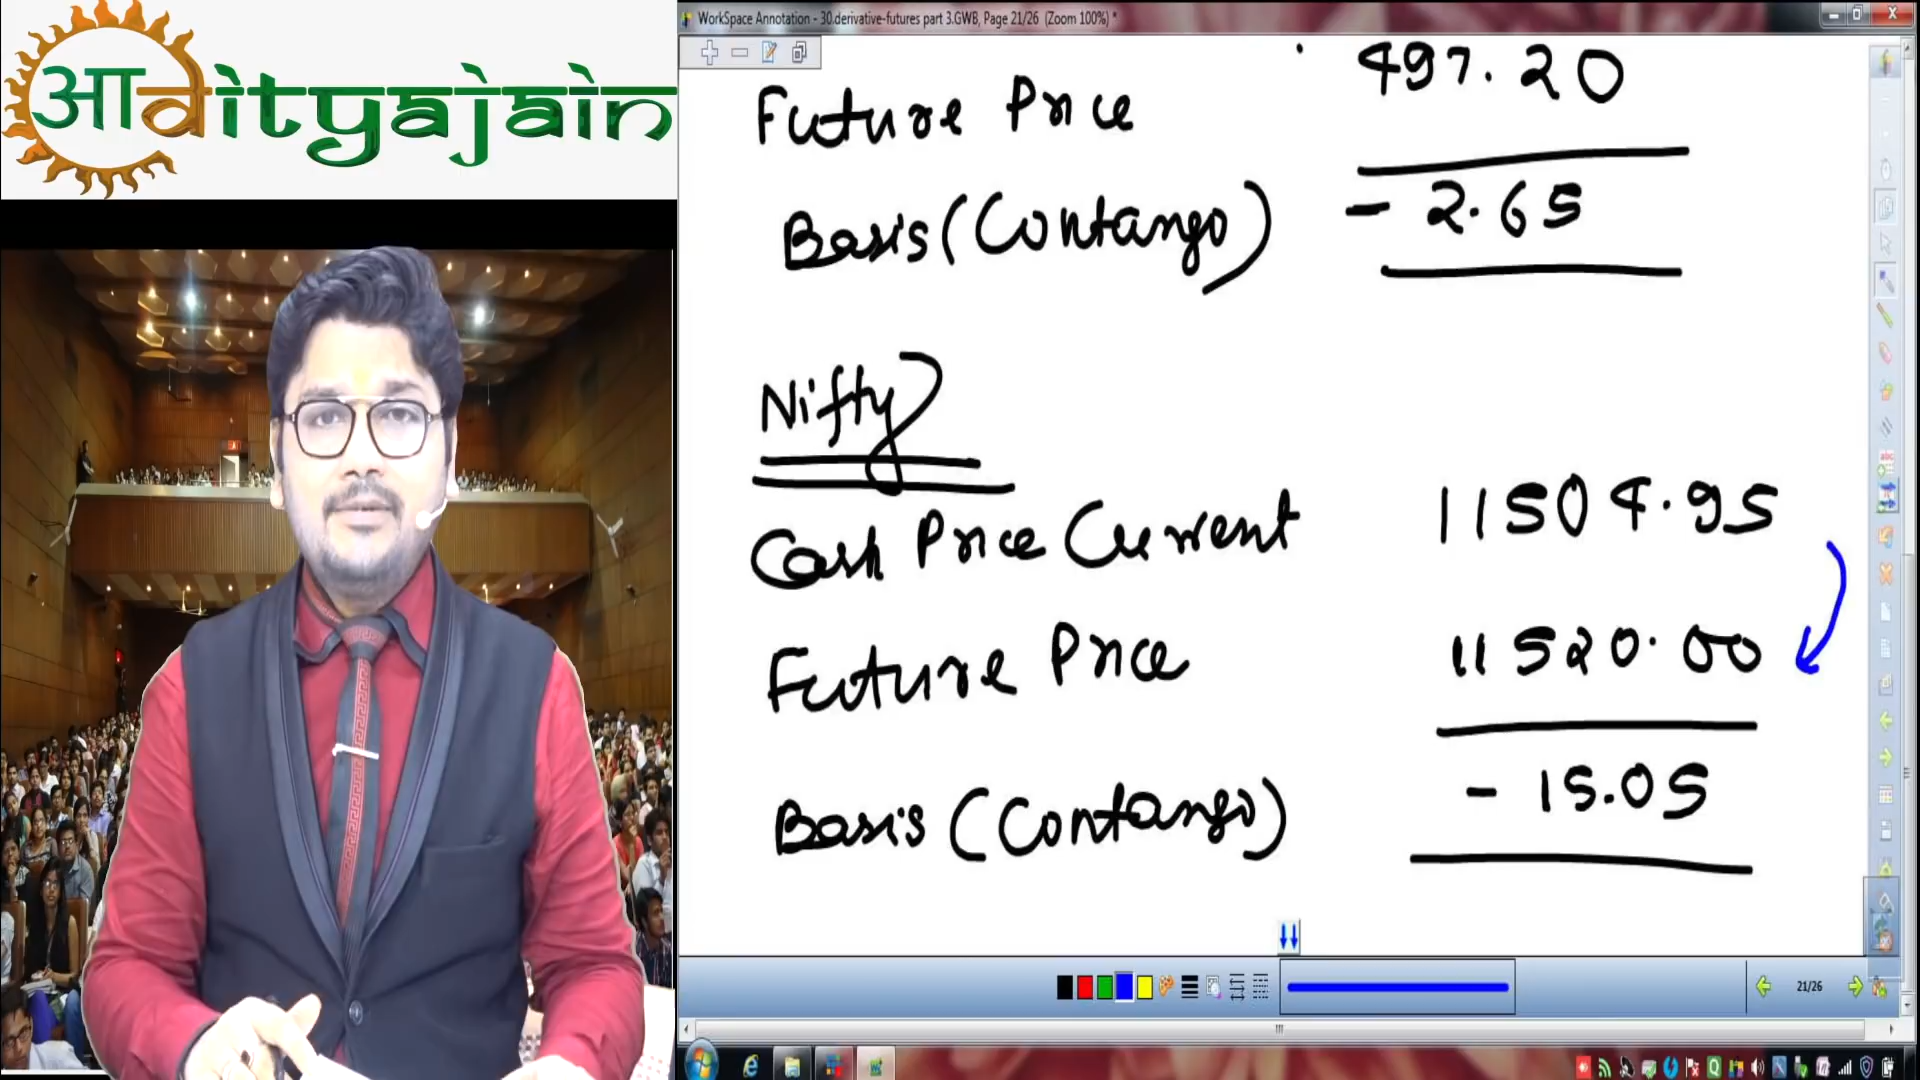 आdityajain
WorkSpace Annotation - 30.derivative-futures part 3.GWB, Page 21/26 (Zoom 100%) *
Future Price 497.20
Basis (Contango) - 2.65
Nifty
Cash Price Current 11504.95
Future Price 11520.00
Basis (Contango) - 15.05
21/26